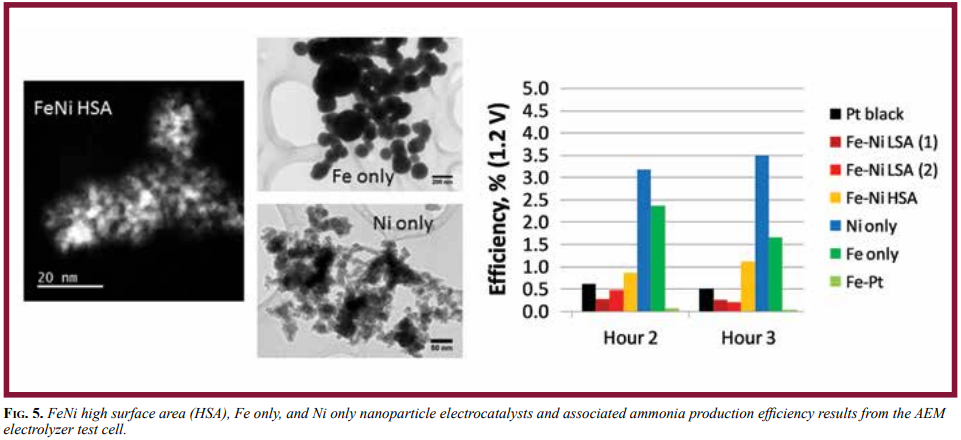 FeNi HSA
20 nm
Fe only
200 nm
Ni only
50 nm
Efficiency, % (1.2 V)
5.0
4.5
4.0
3.5
3.0
2.5
2.0
1.5
1.0
0.5
0.0
Hour 2
Hour 3
Pt black
Fe-Ni LSA (1)
Fe-Ni LSA (2)
Fe-Ni HSA
Ni only
Fe only
Fe-Pt
FIG. 5. FeNi high surface area (HSA), Fe only, and Ni only nanoparticle electrocatalysts and associated ammonia production efficiency results from the AEM
electrolyzer test cell.